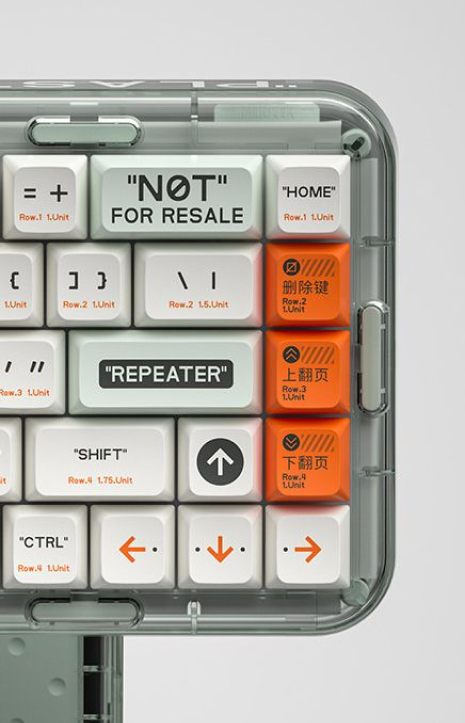 = +
Row.1 1.Unit
"NØT"
FOR RESALE
"HOME"
Row.1 1.Unit
{
1.Unit
] }
Row.2 1.Unit
\ |
Row.2 1.5.Unit
删除键
Row.2
1.Unit
' "
Row.3 1.Unit
"REPEATER"
上翻页
Row.3
1.Unit
"SHIFT"
Row.4 1.75.Unit
↑
下翻页
Row.4
1.Unit
"CTRL"
Row.4 1.Unit
←·
·↓·
·→